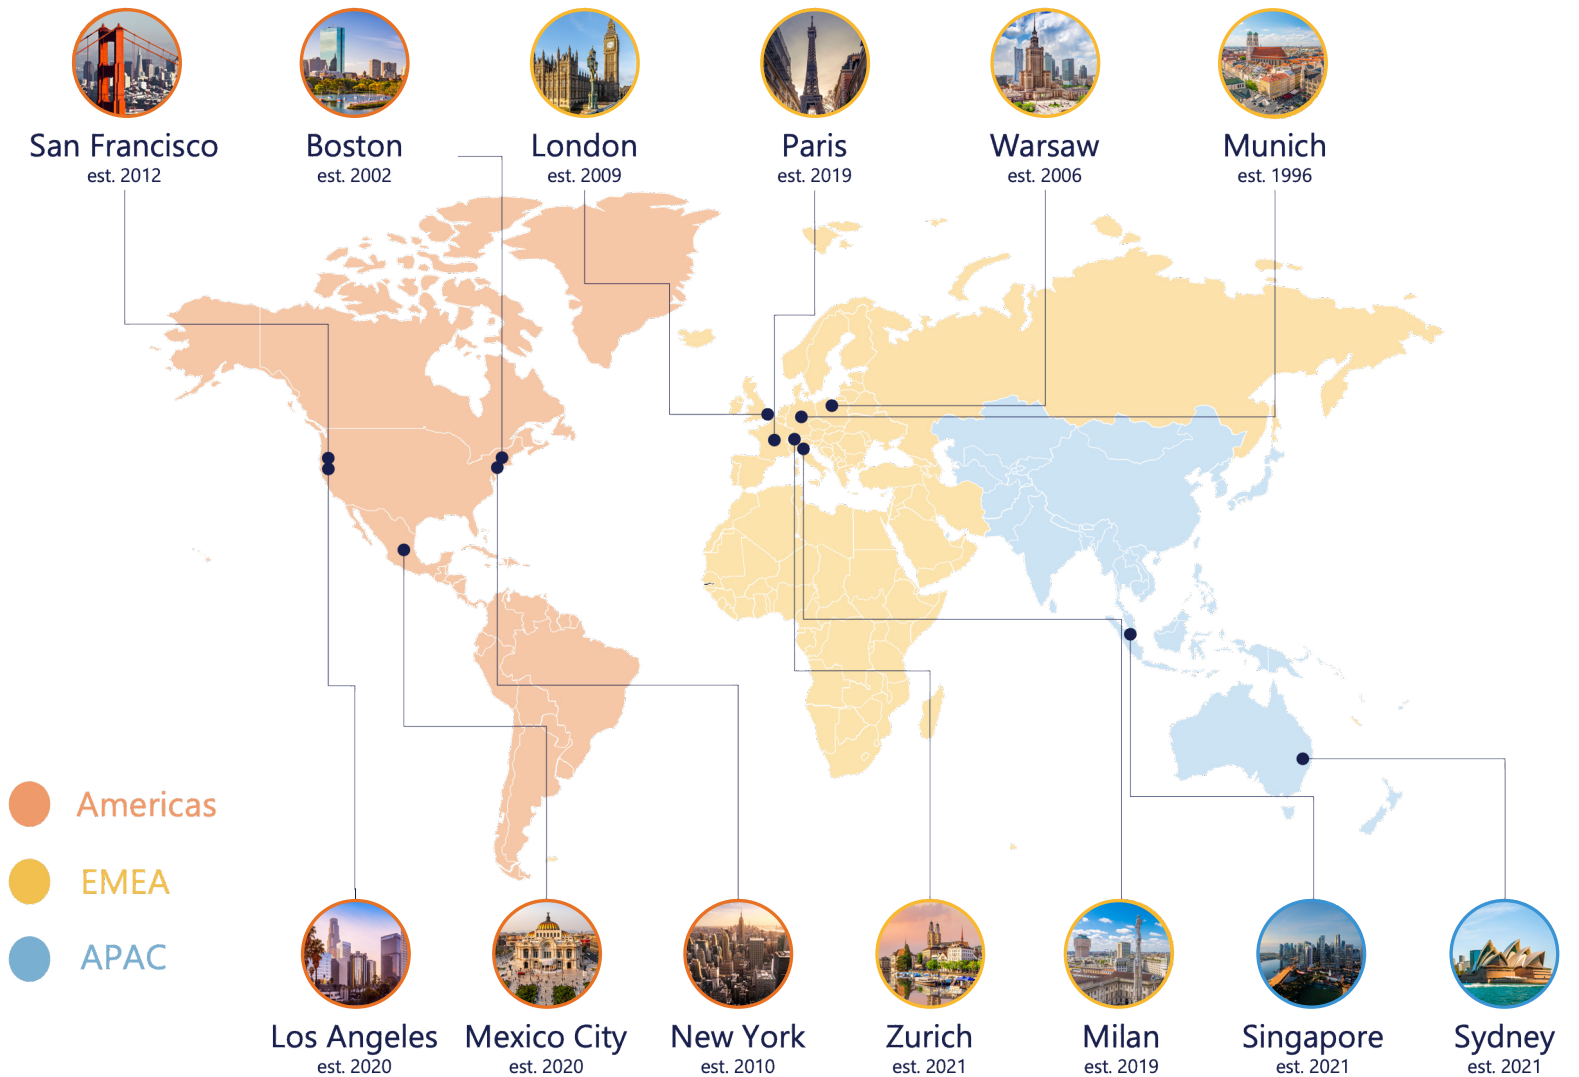 San Francisco
est. 2012
Boston
est. 2002
London
est. 2009
Paris
est. 2019
Warsaw
est. 2006
Munich
est. 1996
Americas
EMEA
APAC
Los Angeles
est. 2020
Mexico City
est. 2020
New York
est. 2010
Zurich
est. 2021
Milan
est. 2019
Singapore
est. 2021
Sydney
est. 2021